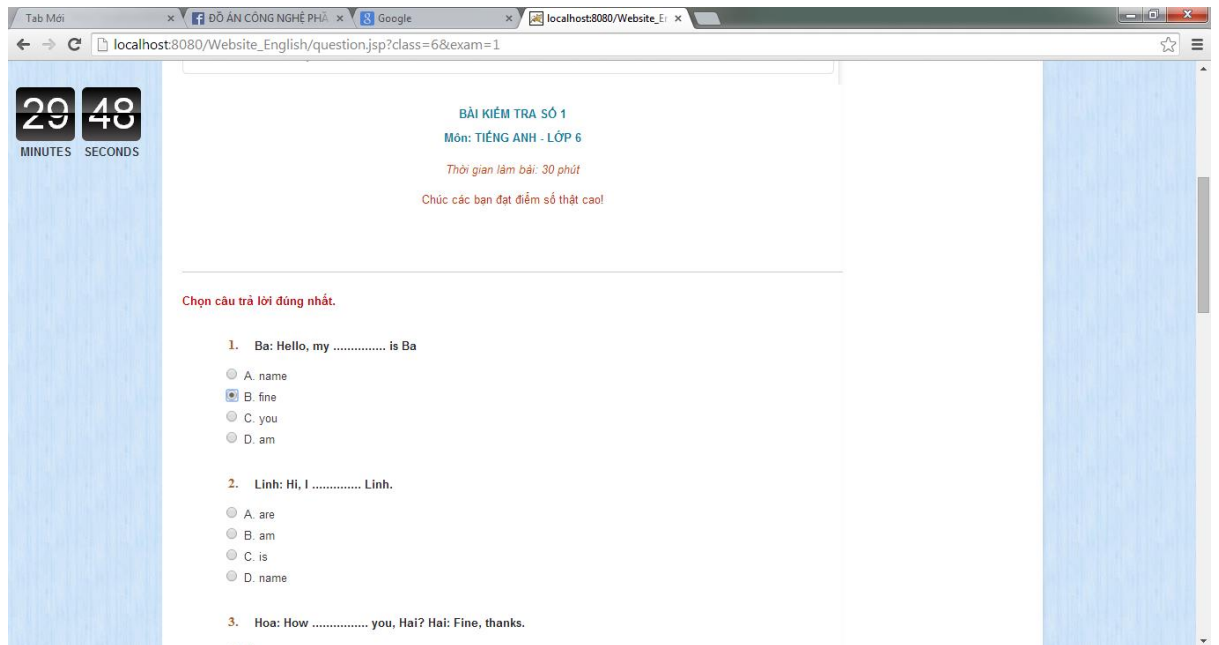 Tab Mới
ĐỒ ÁN CÔNG NGHỆ PHẦ
Google
localhost:8080/Website_Er
localhost:8080/Website_English/question.jsp?class=6&exam=1
29 48
MINUTES SECONDS
BÀI KIỂM TRA SỐ 1
Môn: TIẾNG ANH - LỚP 6
Thời gian làm bài: 30 phút
Chúc các bạn đạt điểm số thật cao!
Chọn câu trả lời đúng nhất.
1. Ba: Hello, my ............... is Ba
A. name
B. fine
C. you
D. am
2. Linh: Hi, I .............. Linh.
A. are
B. am
C. is
D. name
3. Hoa: How ................ you, Hai? Hai: Fine, thanks.